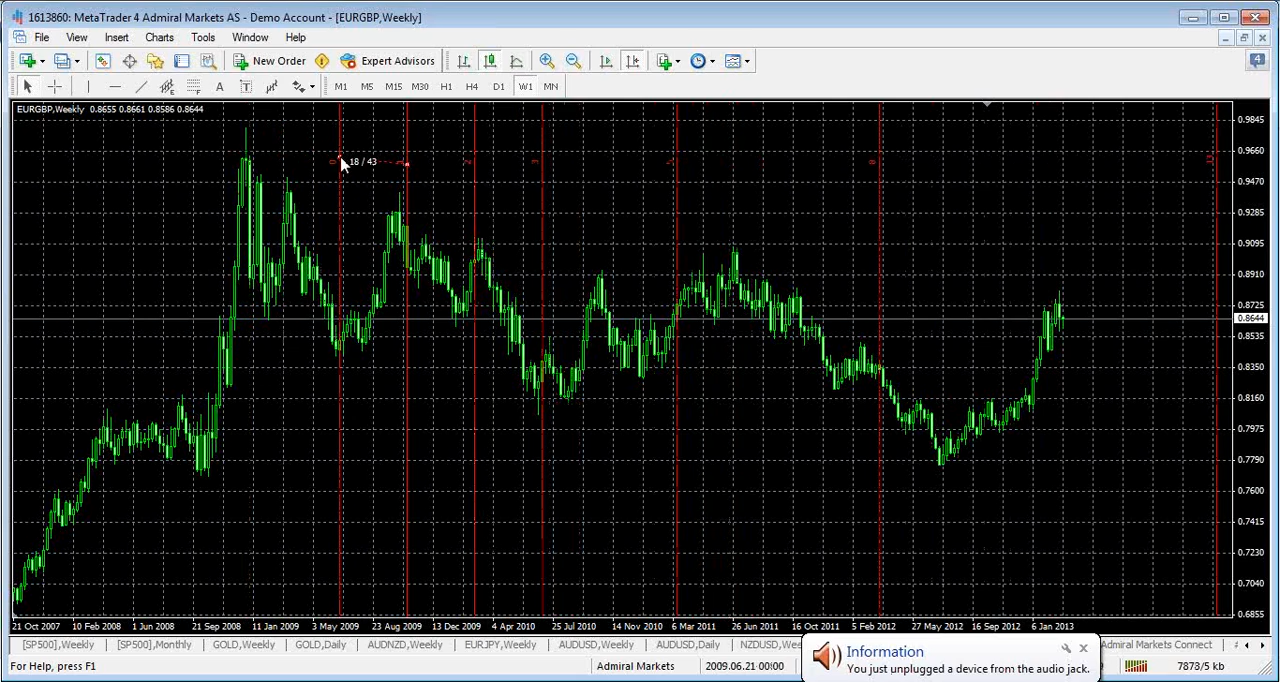 1613860: MetaTrader 4 Admiral Markets AS - Demo Account - [EURGBP,Weekly]
File View Insert Charts Tools Window Help
New Order Expert Advisors 4
A T M1 M5 M15 M30 H1 H4 D1 W1 MN
EURGBP,Weekly 0.8655 0.8661 0.8586 0.8644
0.9845
0.9660
0 18 / 43 1 2 3 5 8 13
0.9470
0.9285
0.9095
0.8910
0.8725
0.8644
0.8535
0.8350
0.8160
0.7975
0.7790
0.7600
0.7415
0.7230
0.7040
0.6855
21 Oct 2007 10 Feb 2008 1 Jun 2008 21 Sep 2008 11 Jan 2009 3 May 2009 23 Aug 2009 13 Dec 2009 4 Apr 2010 25 Jul 2010 14 Nov 2010 6 Mar 2011 26 Jun 2011 16 Oct 2011 5 Feb 2012 27 May 2012 16 Sep 2012 6 Jan 2013
[SP500],Weekly [SP500],Monthly GOLD,Weekly GOLD,Daily AUDNZD,Weekly EURJPY,Weekly AUDUSD,Weekly AUDUSD,Daily Admiral Markets Connect
Information
You just unplugged a device from the audio jack.
For Help, press F1 Admiral Markets 2009.06.21 00:00 7878/5 kb